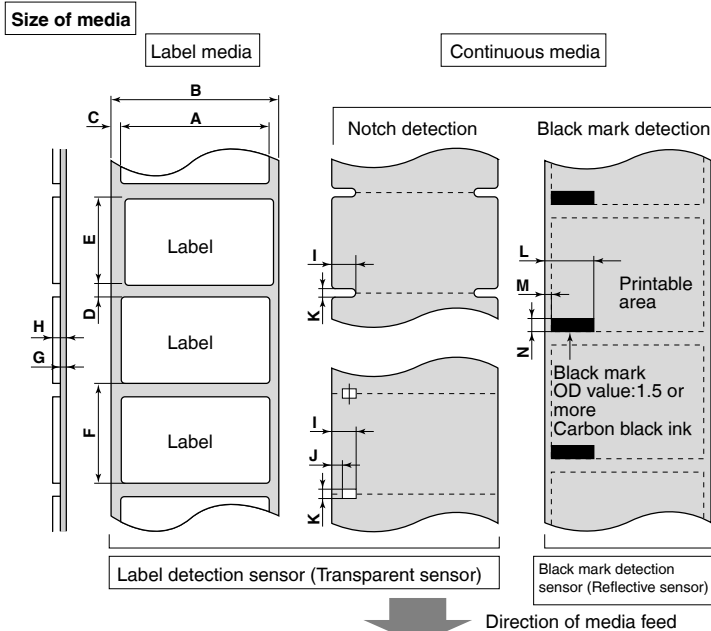 Size of media
Label media
Continuous media
B
C
A
Notch detection
Black mark detection
E
Label
I
L
Printable
area
M
D
K
H
Label
N
G
Black mark
OD value:1.5 or
more
Carbon black ink
F
Label
I
J
K
Label detection sensor (Transparent sensor)
Black mark detection
sensor (Reflective sensor)
Direction of media feed